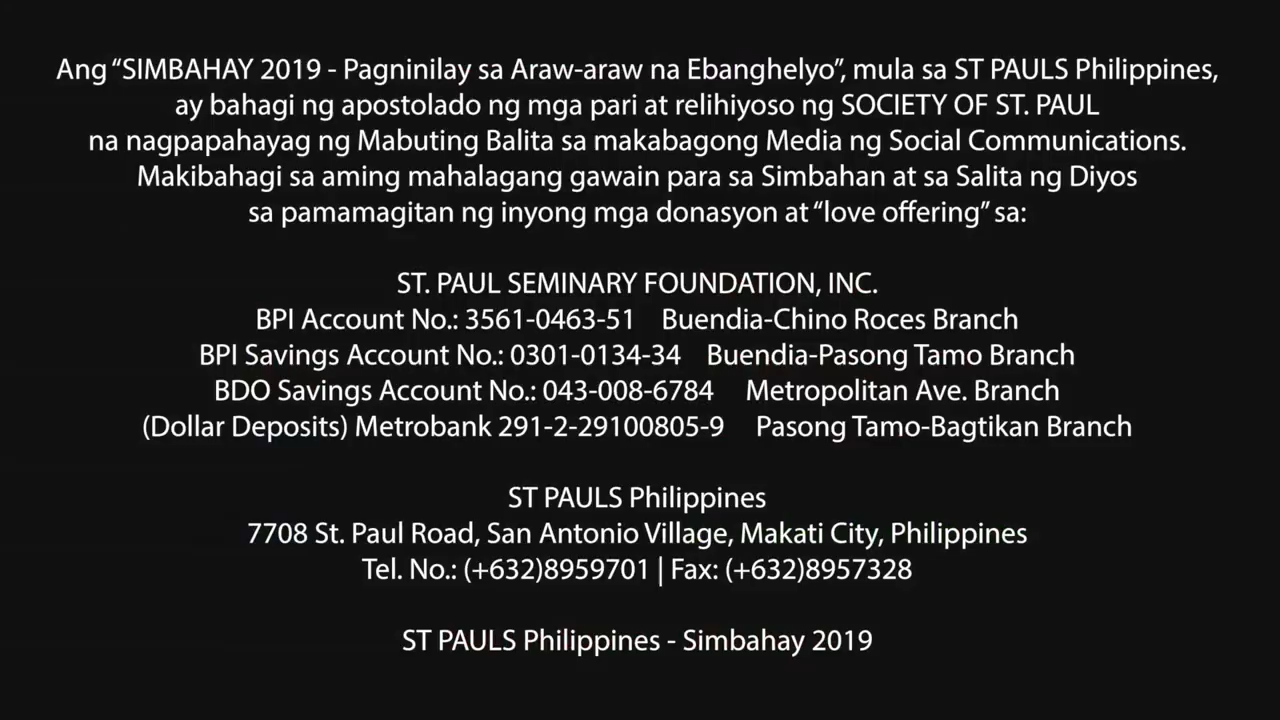 Ang “SIMBAHAY 2019 - Pagninilay sa Araw-araw na Ebanghelyo”, mula sa ST PAULS Philippines,
ay bahagi ng apostolado ng mga pari at relihiyoso ng SOCIETY OF ST. PAUL
na nagpapahayag ng Mabuting Balita sa makabagong Media ng Social Communications.
Makibahagi sa aming mahalagang gawain para sa Simbahan at sa Salita ng Diyos
sa pamamagitan ng inyong mga donasyon at “love offering” sa:
ST. PAUL SEMINARY FOUNDATION, INC.
BPI Account No.: 3561-0463-51 Buendia-Chino Roces Branch
BPI Savings Account No.: 0301-0134-34 Buendia-Pasong Tamo Branch
BDO Savings Account No.: 043-008-6784 Metropolitan Ave. Branch
(Dollar Deposits) Metrobank 291-2-29100805-9 Pasong Tamo-Bagtikan Branch
ST PAULS Philippines
7708 St. Paul Road, San Antonio Village, Makati City, Philippines
Tel. No.: (+632)8959701 | Fax: (+632)8957328
ST PAULS Philippines - Simbahay 2019